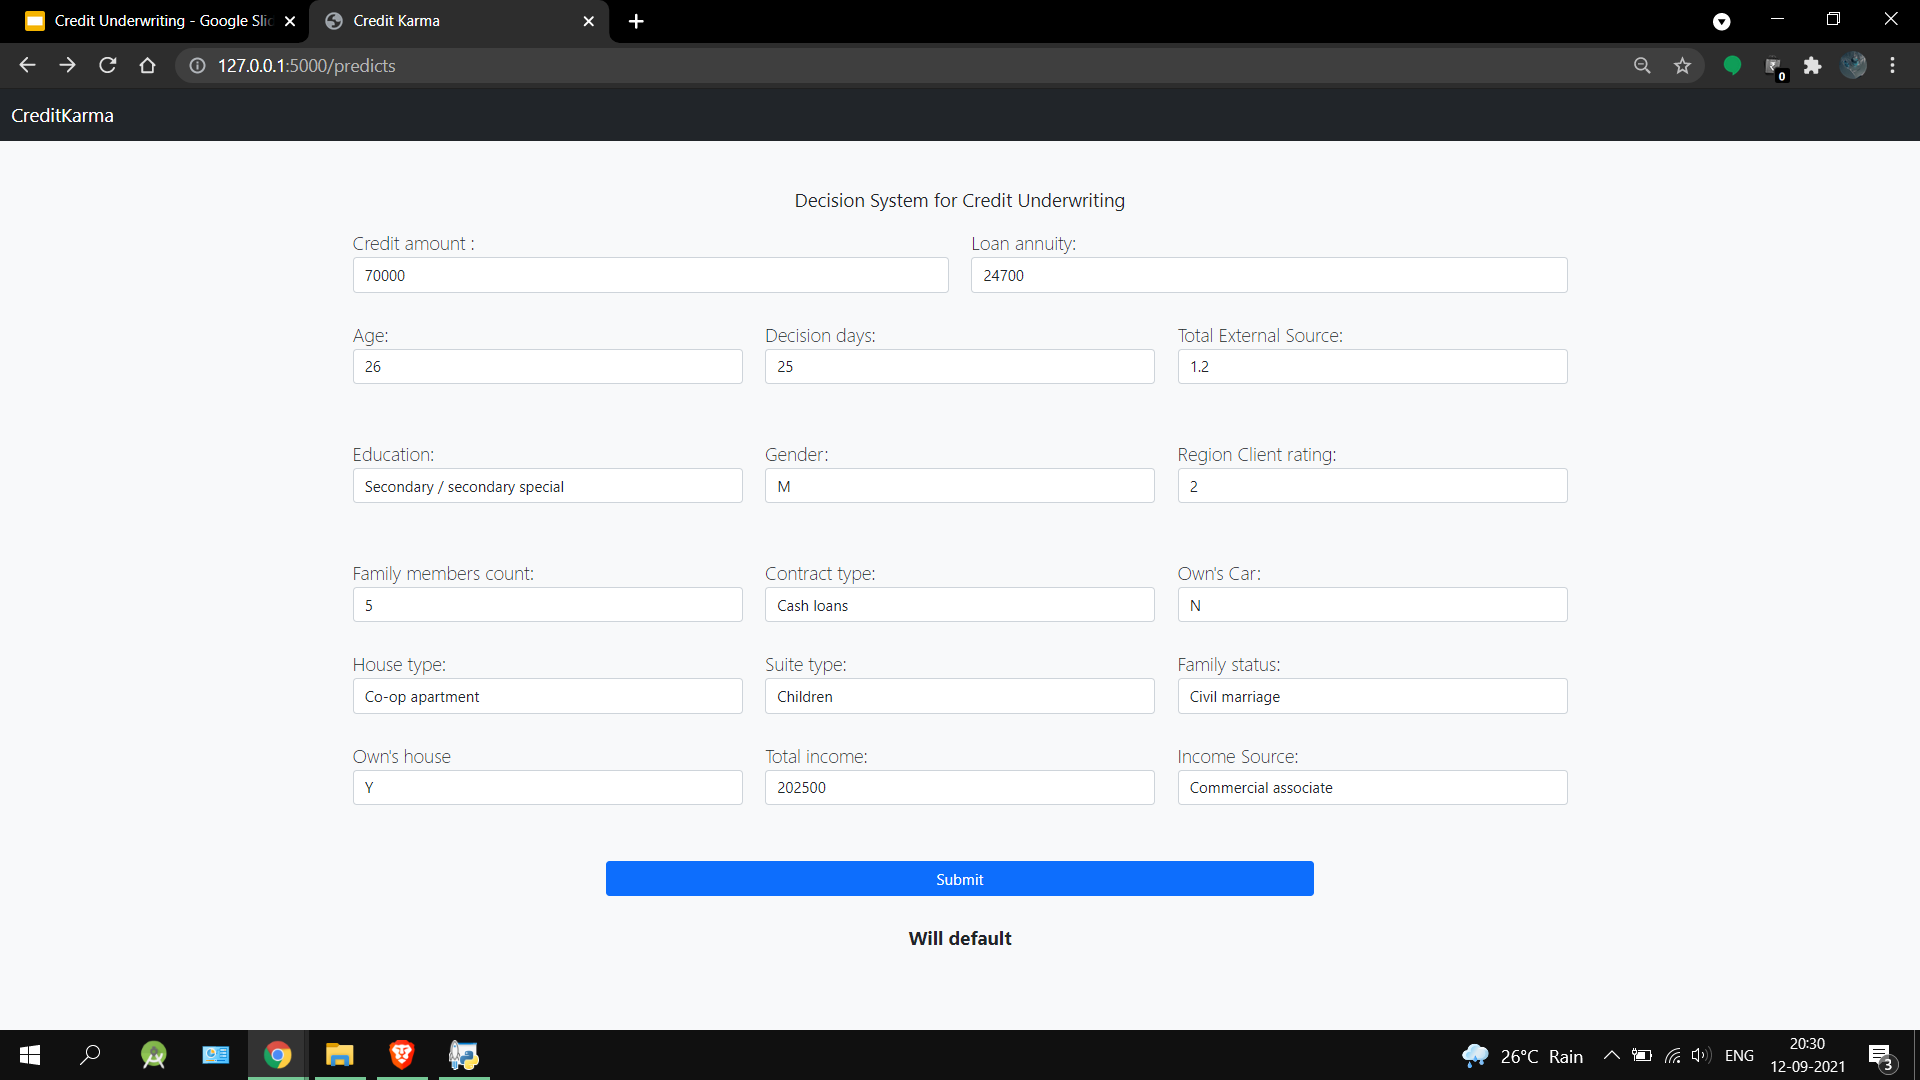 Credit Underwriting - Google Slid
Credit Karma
127.0.0.1:5000/predicts
0
CreditKarma
Decision System for Credit Underwriting
Credit amount :
Loan annuity:
70000
24700
Age:
Decision days:
Total External Source:
26
25
1.2
Education:
Gender:
Region Client rating:
Secondary / secondary special
M
2
Family members count:
Contract type:
Own's Car:
5
Cash loans
N
House type:
Suite type:
Family status:
Co-op apartment
Children
Civil marriage
Own's house
Total income:
Income Source:
Y
202500
Commercial associate
Submit
Will default
26°C Rain
ENG
20:30
12-09-2021
3